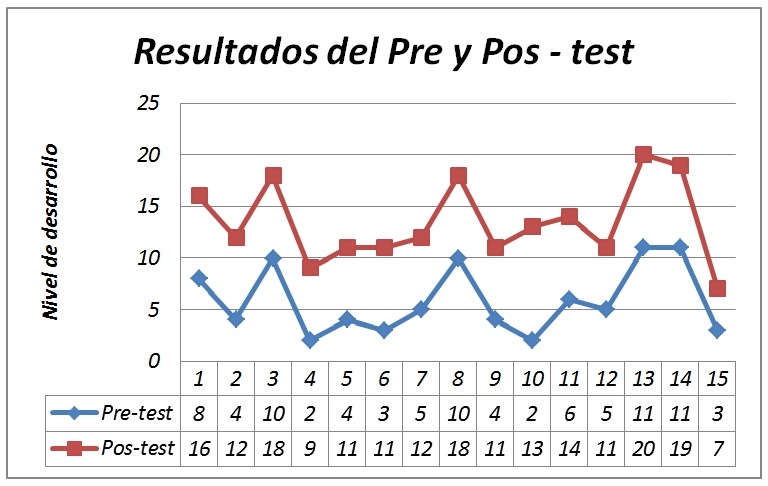 Resultados del Pre y Pos - test
Nivel de desarrollo
25
20
15
10
5
0
1 2 3 4 5 6 7 8 9 10 11 12 13 14 15
Pre-test 8 4 10 2 4 3 5 10 4 2 6 5 11 11 3
Pos-test 16 12 18 9 11 11 12 18 11 13 14 11 20 19 7